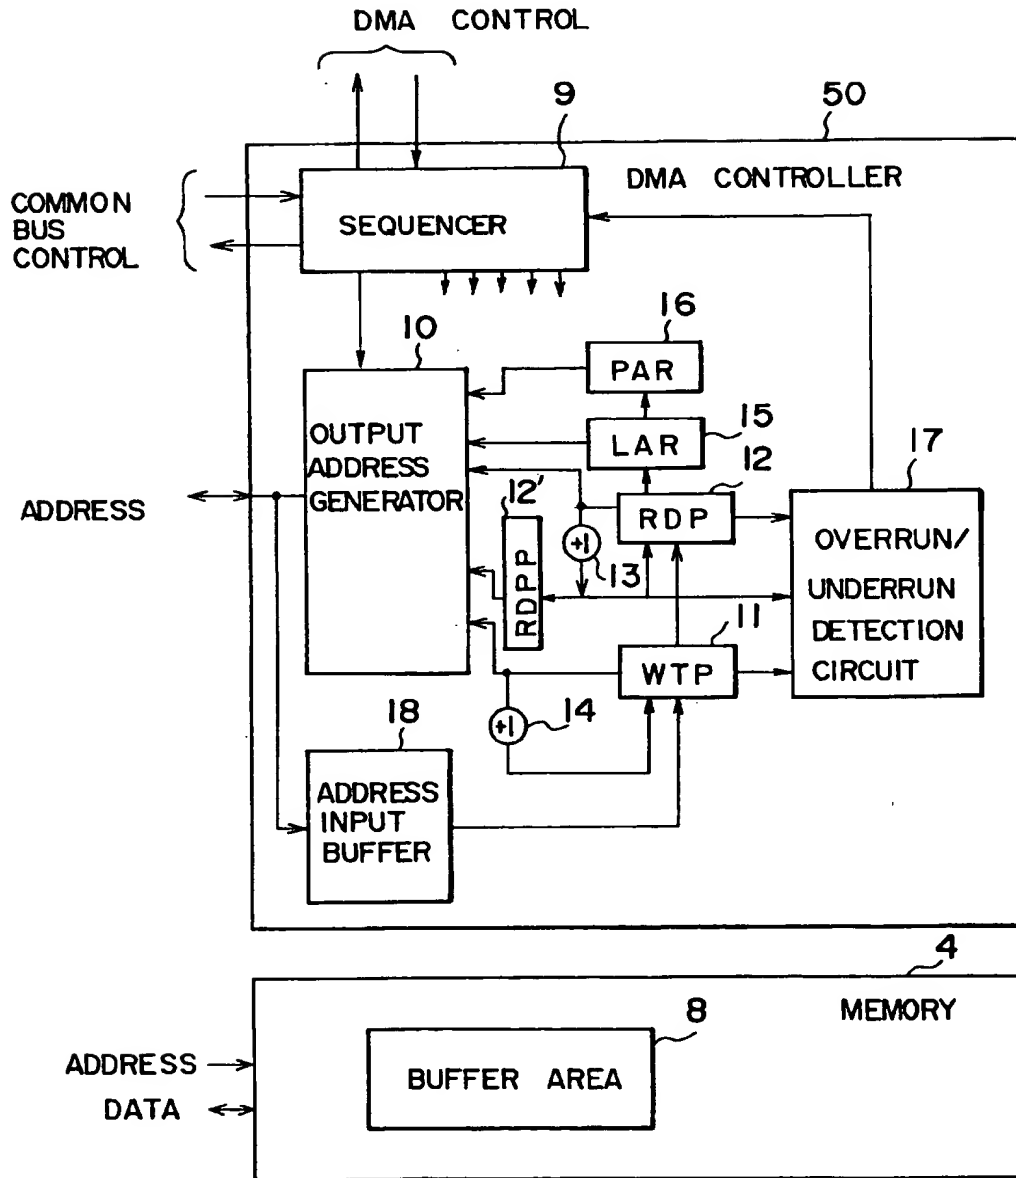 DMA CONTROL
9
50
COMMON
BUS
CONTROL
SEQUENCER
DMA CONTROLLER
10
16
PAR
15
LAR
12
17
OUTPUT
ADDRESS
GENERATOR
ADDRESS
12'
RDP
+1
13
RDPP
OVERRUN/
UNDERRUN
DETECTION
CIRCUIT
11
WTP
+1
14
18
ADDRESS
INPUT
BUFFER
4
MEMORY
8
BUFFER AREA
ADDRESS
DATA